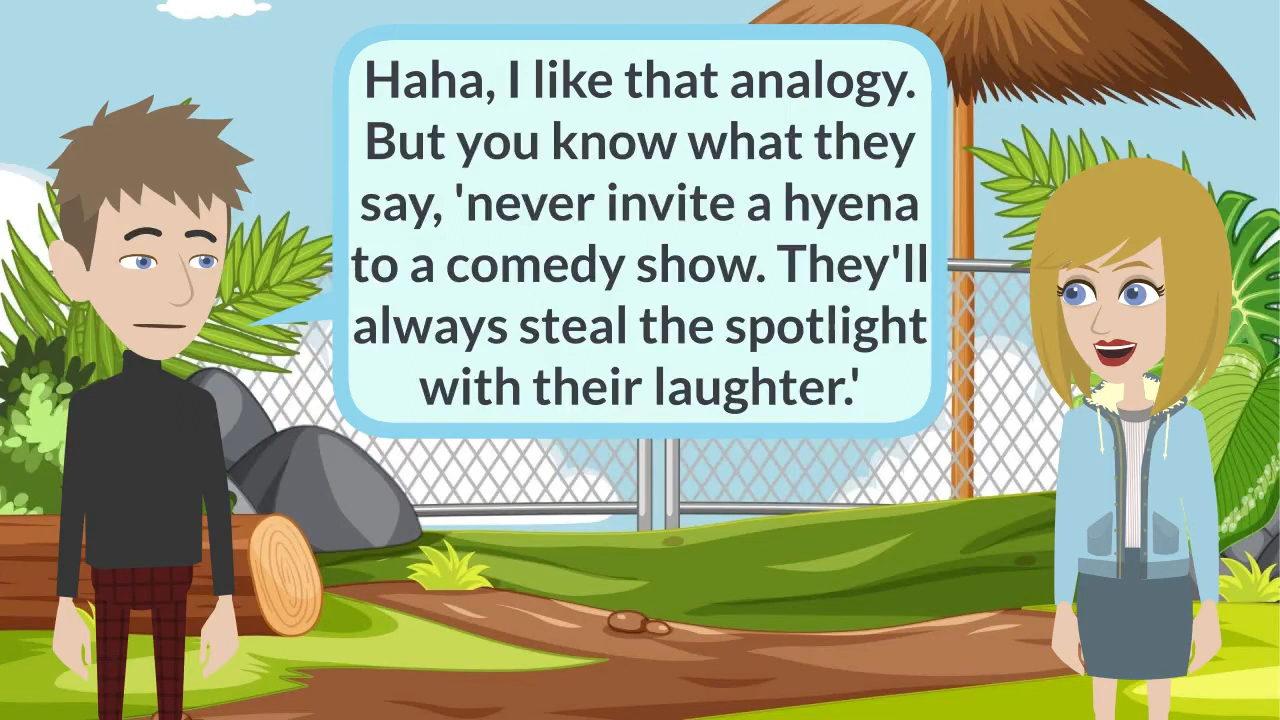 Haha, I like that analogy.
But you know what they
say, 'never invite a hyena
to a comedy show. They'll
always steal the spotlight
with their laughter.'